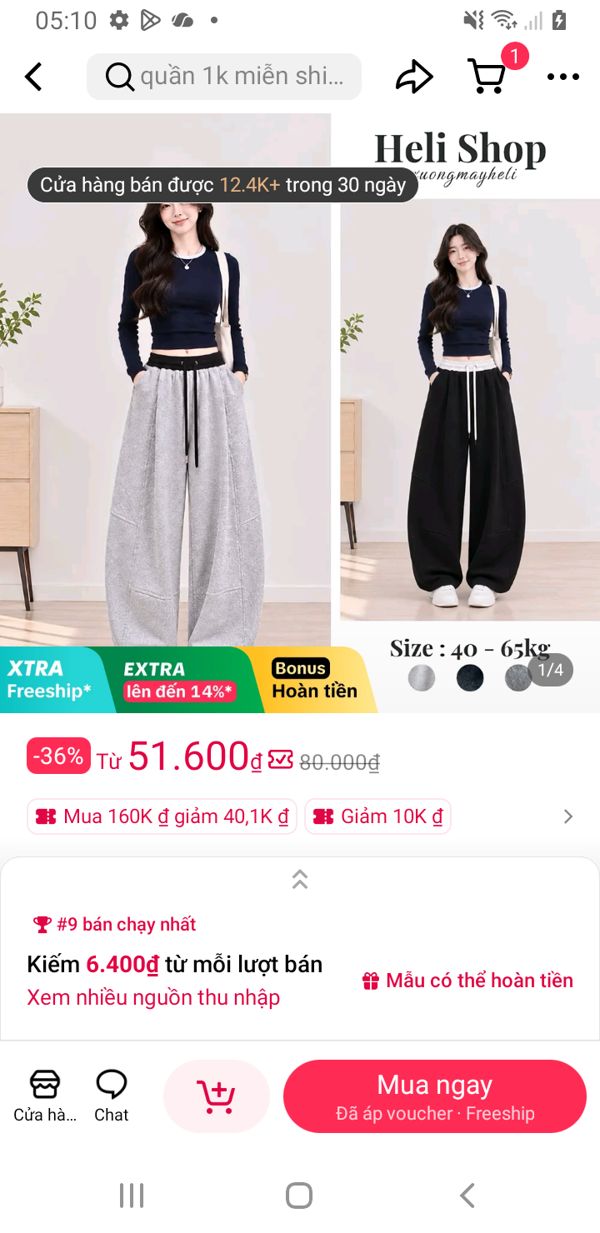 05:10
1
quần 1k miễn shi...
Heli Shop
xuongmayheli
Cửa hàng bán được 12.4K+ trong 30 ngày
Size : 40 - 65kg
1/4
XTRA
Freeship*
EXTRA
lên đến 14%*
Bonus
Hoàn tiền
-36% Từ 51.600đ 80.000đ
Mua 160K đ giảm 40,1K đ
Giảm 10K đ
#9 bán chạy nhất
Kiếm 6.400đ từ mỗi lượt bán
Xem nhiều nguồn thu nhập
Mẫu có thể hoàn tiền
Cửa hà...
Chat
Mua ngay
Đã áp voucher · Freeship